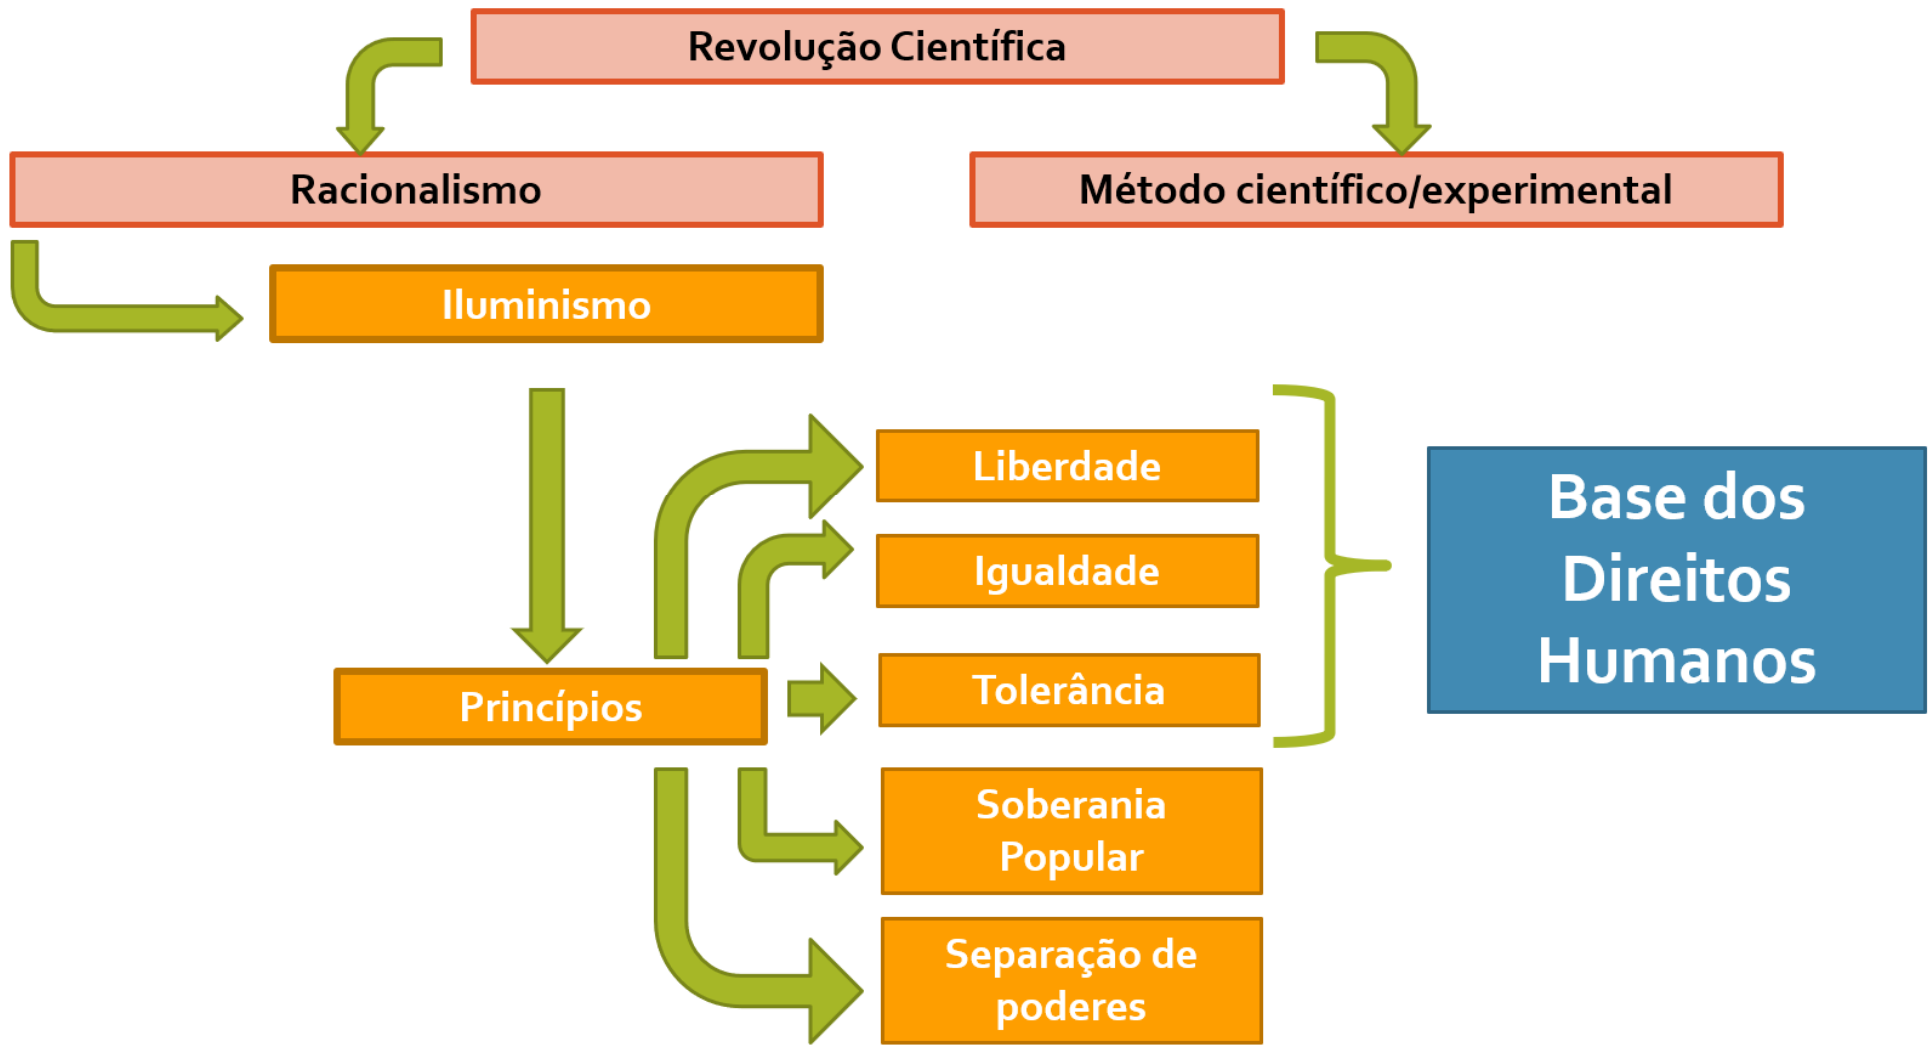 Revolução Científica
Racionalismo
Método científico/experimental
Iluminismo
Liberdade
Igualdade
Tolerância
Base dos
Direitos
Humanos
Princípios
Soberania
Popular
Separação de
poderes